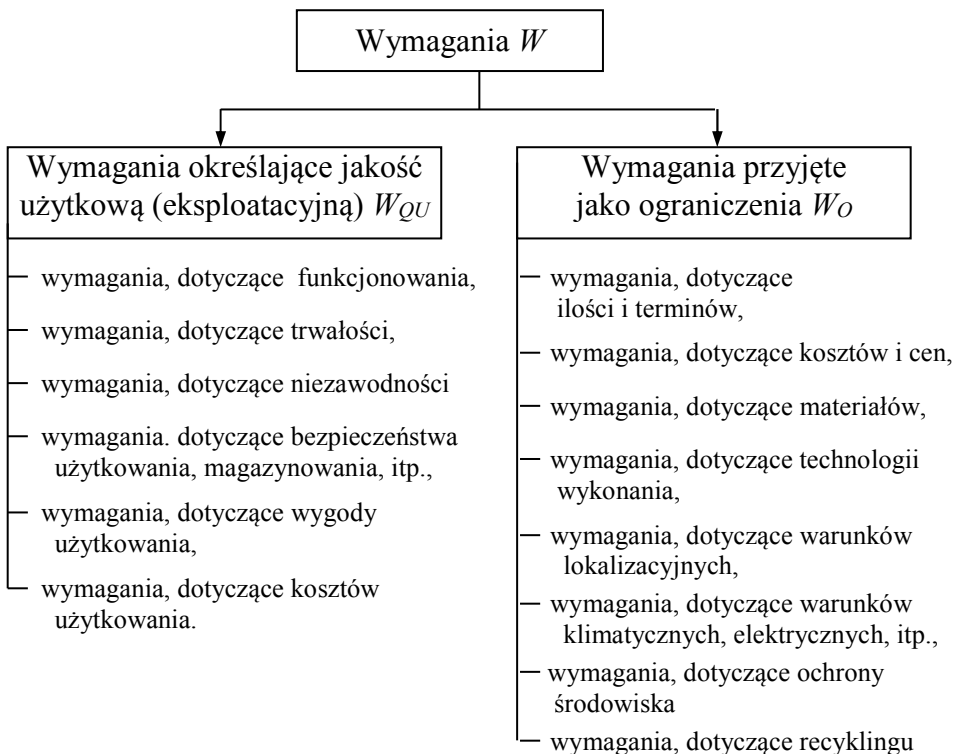 Wymagania W
Wymagania określające jakość
użytkową (eksploatacyjną) WQU
wymagania, dotyczące funkcjonowania,
wymagania, dotyczące trwałości,
wymagania, dotyczące niezawodności
wymagania. dotyczące bezpieczeństwa
użytkowania, magazynowania, itp.,
wymagania, dotyczące wygody
użytkowania,
wymagania, dotyczące kosztów
użytkowania.
Wymagania przyjęte
jako ograniczenia WO
wymagania, dotyczące
ilości i terminów,
wymagania, dotyczące kosztów i cen,
wymagania, dotyczące materiałów,
wymagania, dotyczące technologii
wykonania,
wymagania, dotyczące warunków
lokalizacyjnych,
wymagania, dotyczące warunków
klimatycznych, elektrycznych, itp.,
wymagania, dotyczące ochrony
środowiska
wymagania, dotyczące recyklingu